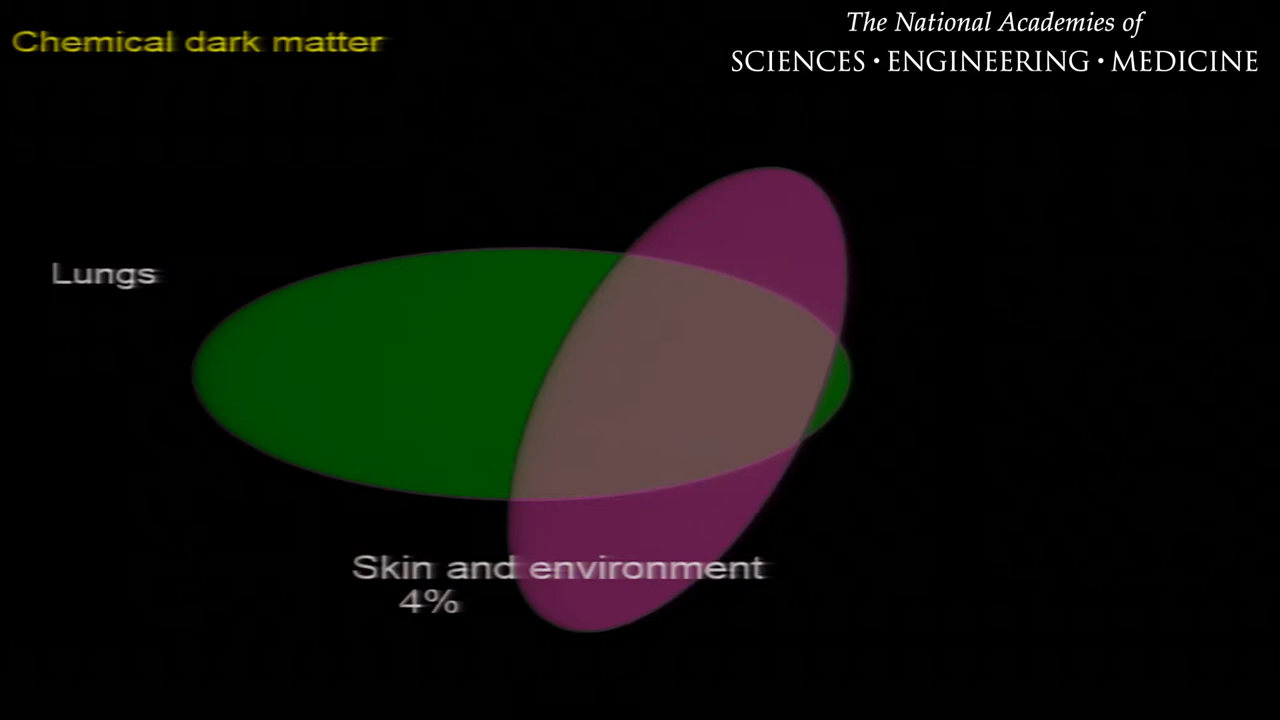 Chemical dark matter
The National Academies of
SCIENCES • ENGINEERING • MEDICINE
Lungs
Skin and environment
4%